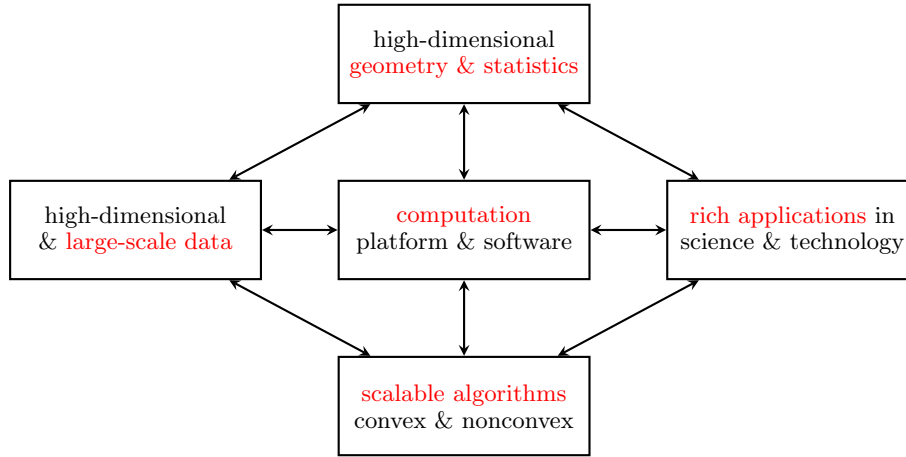 high-dimensional
geometry & statistics
high-dimensional
& large-scale data
computation
platform & software
rich applications in
science & technology
scalable algorithms
convex & nonconvex